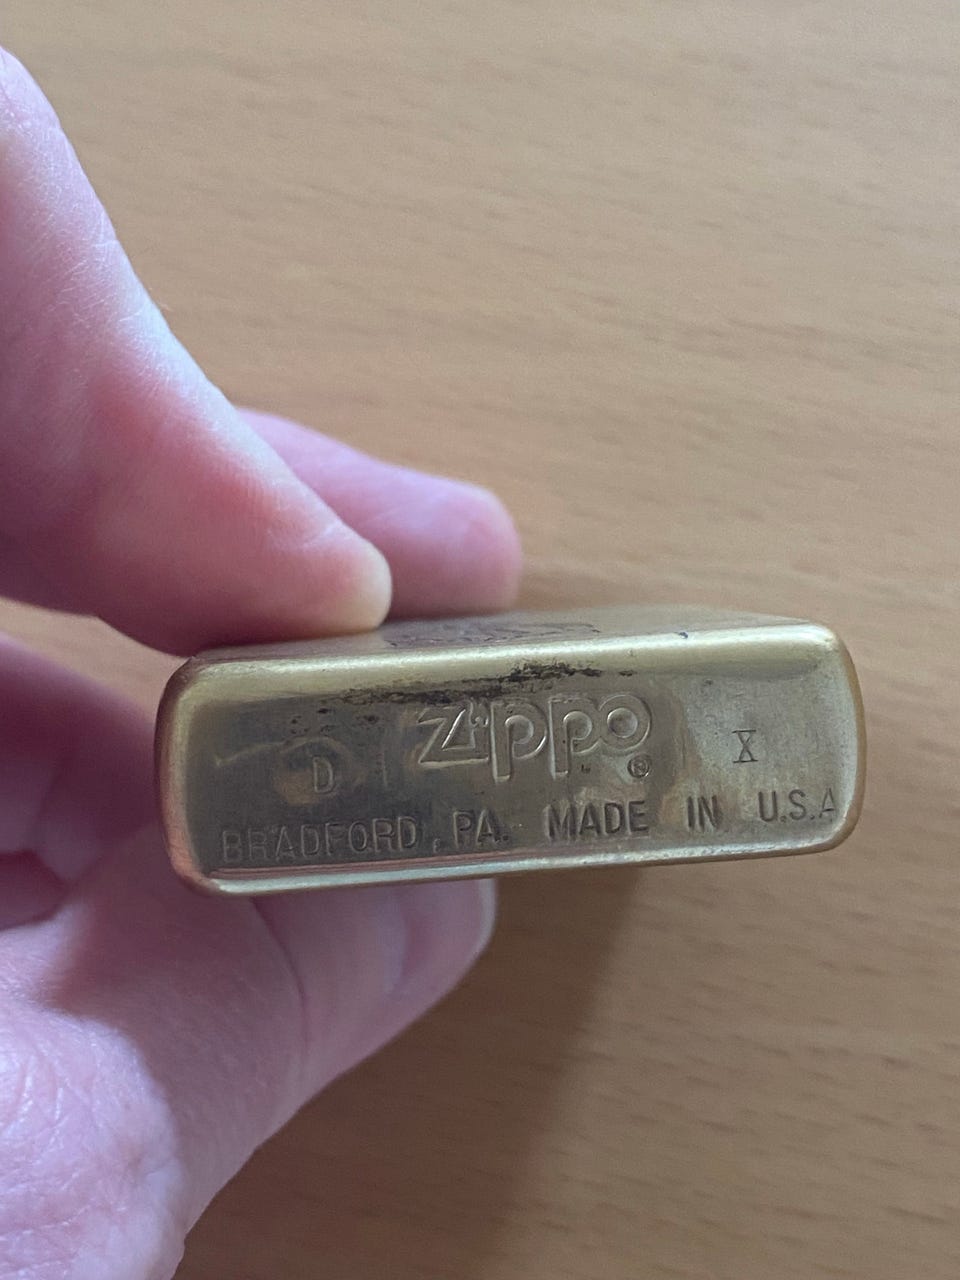 D Zippo ® X
BRADFORD, PA. MADE IN U.S.A